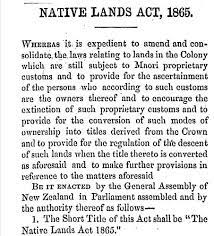 NATIVE LANDS ACT, 1865.
WHEREAS it is expedient to amend and con-
solidate the laws relating to lands in the Colony
which are still subject to Maori proprietary
customs and to provide for the ascertainment
of the persons who according to such customs
are the owners thereof and to encourage the
extinction of such proprietary customs and to
provide for the conversion of such modes of
ownership into titles derived from the Crown
and to provide for the regulation of the descent
of such lands when the title thereto is converted
as aforesaid and to make further provisions in
reference to the matters aforesaid
BE IT ENACTED by the General Assembly of
New Zealand in Parliament assembled and by
the authority thereof as follows—
1. The Short Title of this Act shall be "The
Native Lands Act 1865."